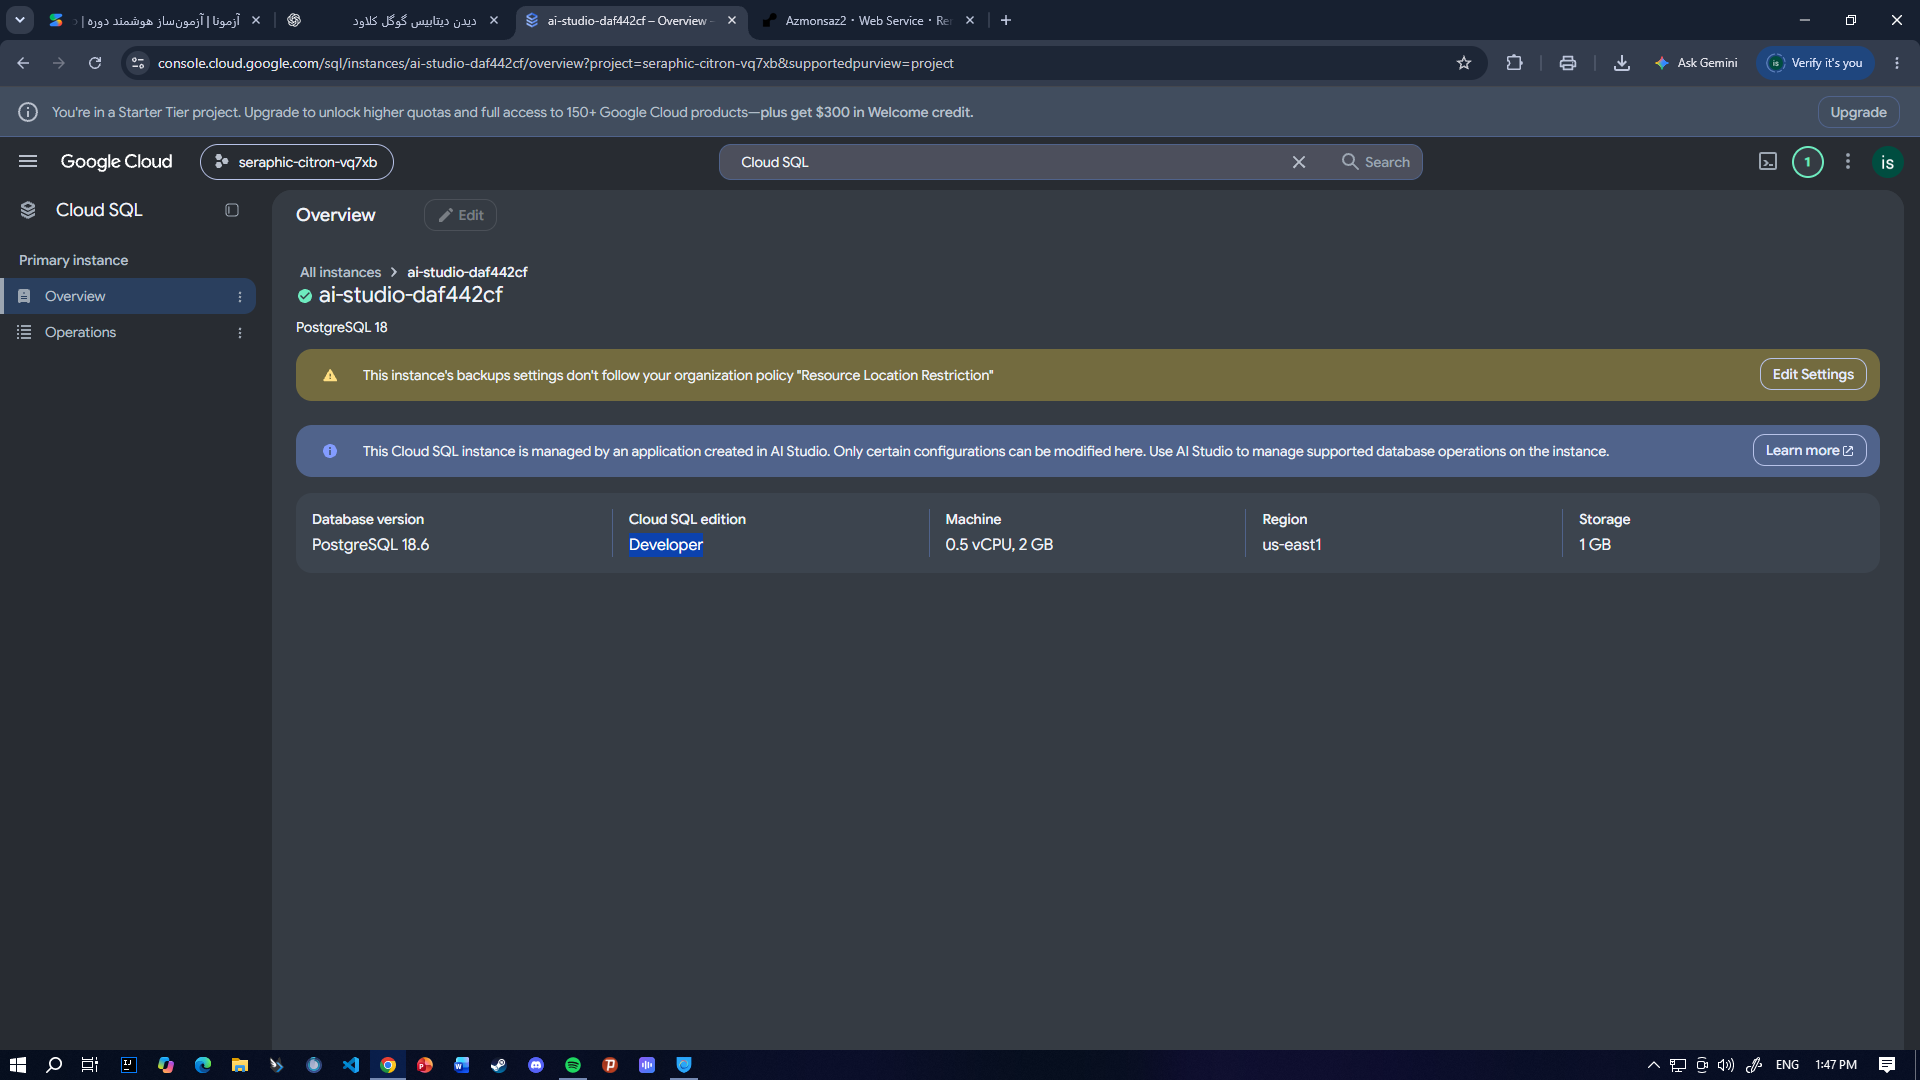 آزمونا | آزمون‌ساز هوشمند دوره |
دیدن دیتابیس گوگل کلاود
ai-studio-daf442cf – Overview –
Azmonsaz2 · Web Service · Re
console.cloud.google.com/sql/instances/ai-studio-daf442cf/overview?project=seraphic-citron-vq7xb&supportedpurview=project
Ask Gemini
is
Verify it's you
You're in a Starter Tier project. Upgrade to unlock higher quotas and full access to 150+ Google Cloud products—plus get $300 in Welcome credit.
Upgrade
Google Cloud
seraphic-citron-vq7xb
Cloud SQL
Search
1
is
Cloud SQL
Overview
Edit
Primary instance
Overview
Operations
All instances > ai-studio-daf442cf
ai-studio-daf442cf
PostgreSQL 18
This instance's backups settings don't follow your organization policy "Resource Location Restriction"
Edit Settings
This Cloud SQL instance is managed by an application created in AI Studio. Only certain configurations can be modified here. Use AI Studio to manage supported database operations on the instance.
Learn more
Database version
PostgreSQL 18.6
Cloud SQL edition
Developer
Machine
0.5 vCPU, 2 GB
Region
us-east1
Storage
1 GB
ENG
1:47 PM